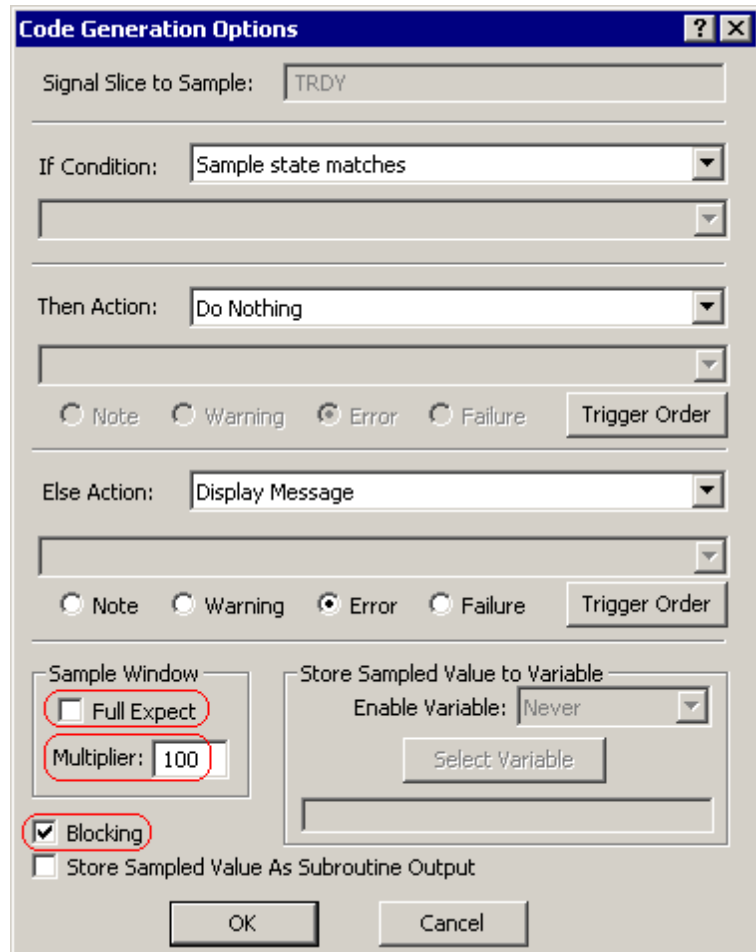 Code Generation Options
Signal Slice to Sample: TRDY
If Condition: Sample state matches
Then Action: Do Nothing
Note Warning Error Failure Trigger Order
Else Action: Display Message
Note Warning Error Failure Trigger Order
Sample Window
Full Expect
Multiplier: 100
Store Sampled Value to Variable
Enable Variable: Never
Select Variable
Blocking
Store Sampled Value As Subroutine Output
OK Cancel